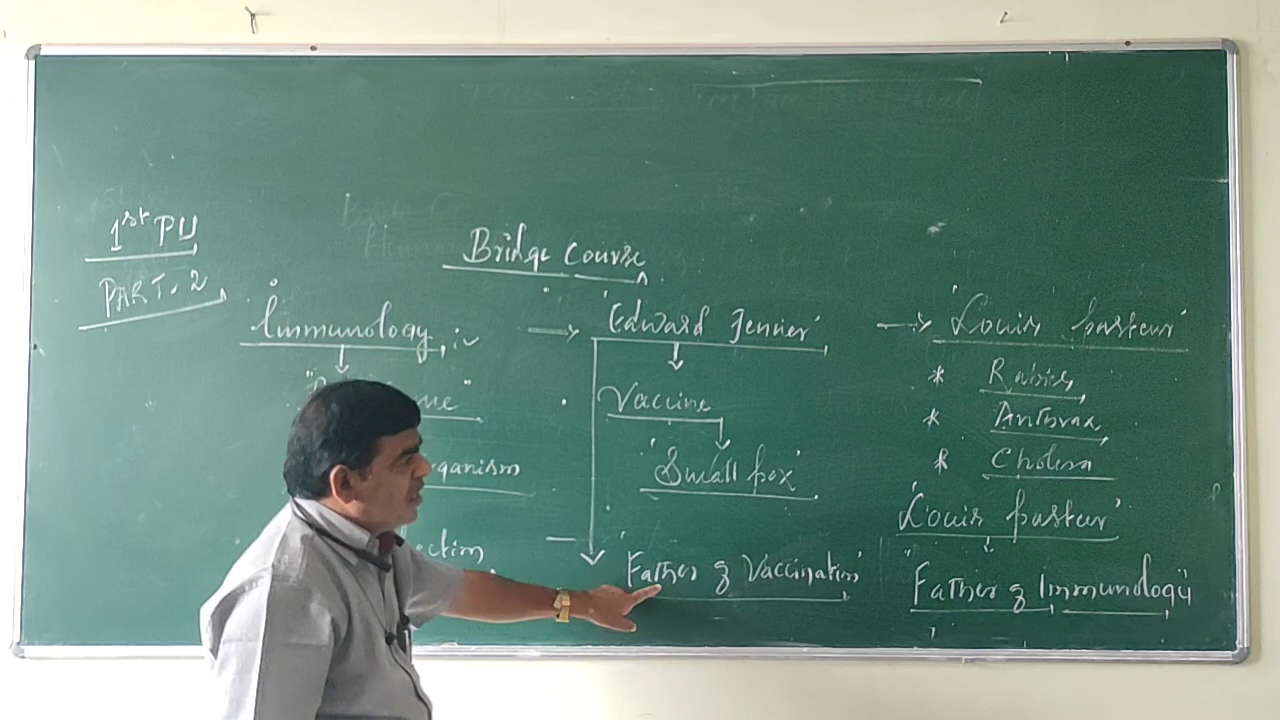 1st PU
PART-2
Bridge Course
Immunology
→ 'Edward Jenner'
→ 'Louis pasteur'
Vaccine
'Small pox'
* Rabies
* Anthrax
* Cholera
'Louis pasteur'
'Father of Vaccination'
Father of Immunology